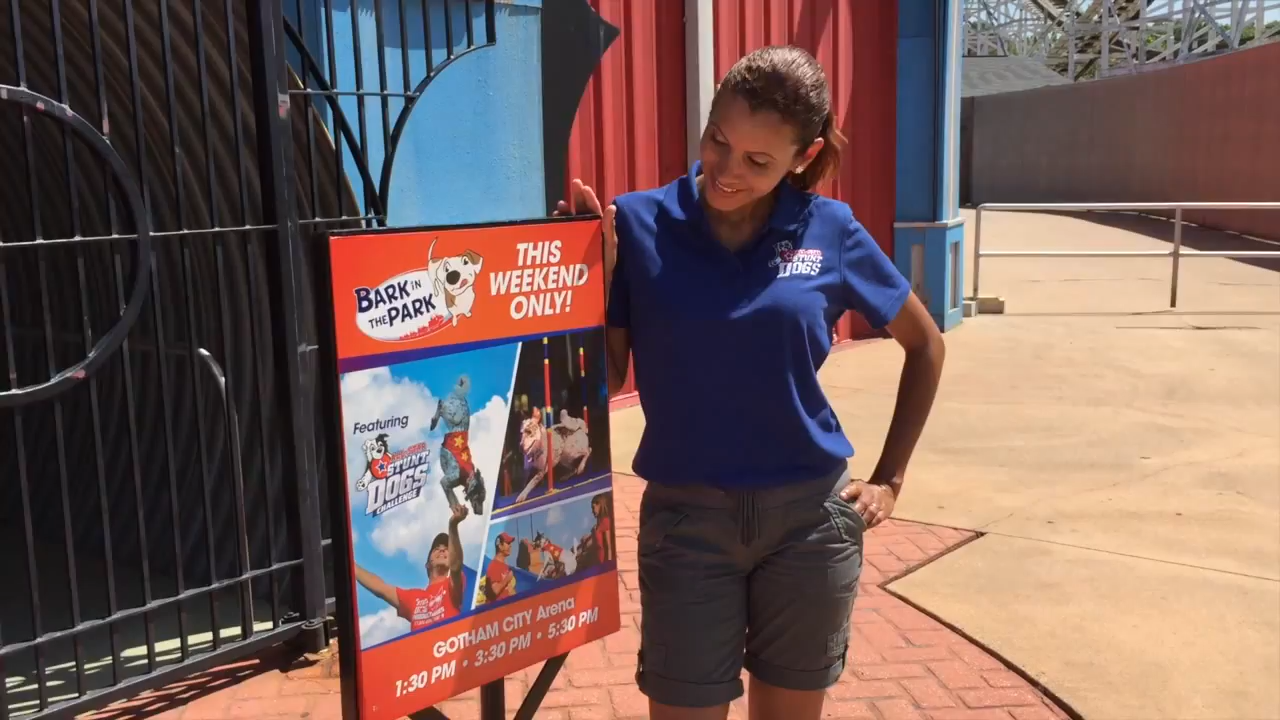 THIS
WEEKEND
ONLY!
BARK IN
THE PARK
Featuring
STUNT
DOGS
CHALLENGE
GOTHAM CITY Arena
1:30 PM • 3:30 PM • 5:30 PM
STUNT
DOGS